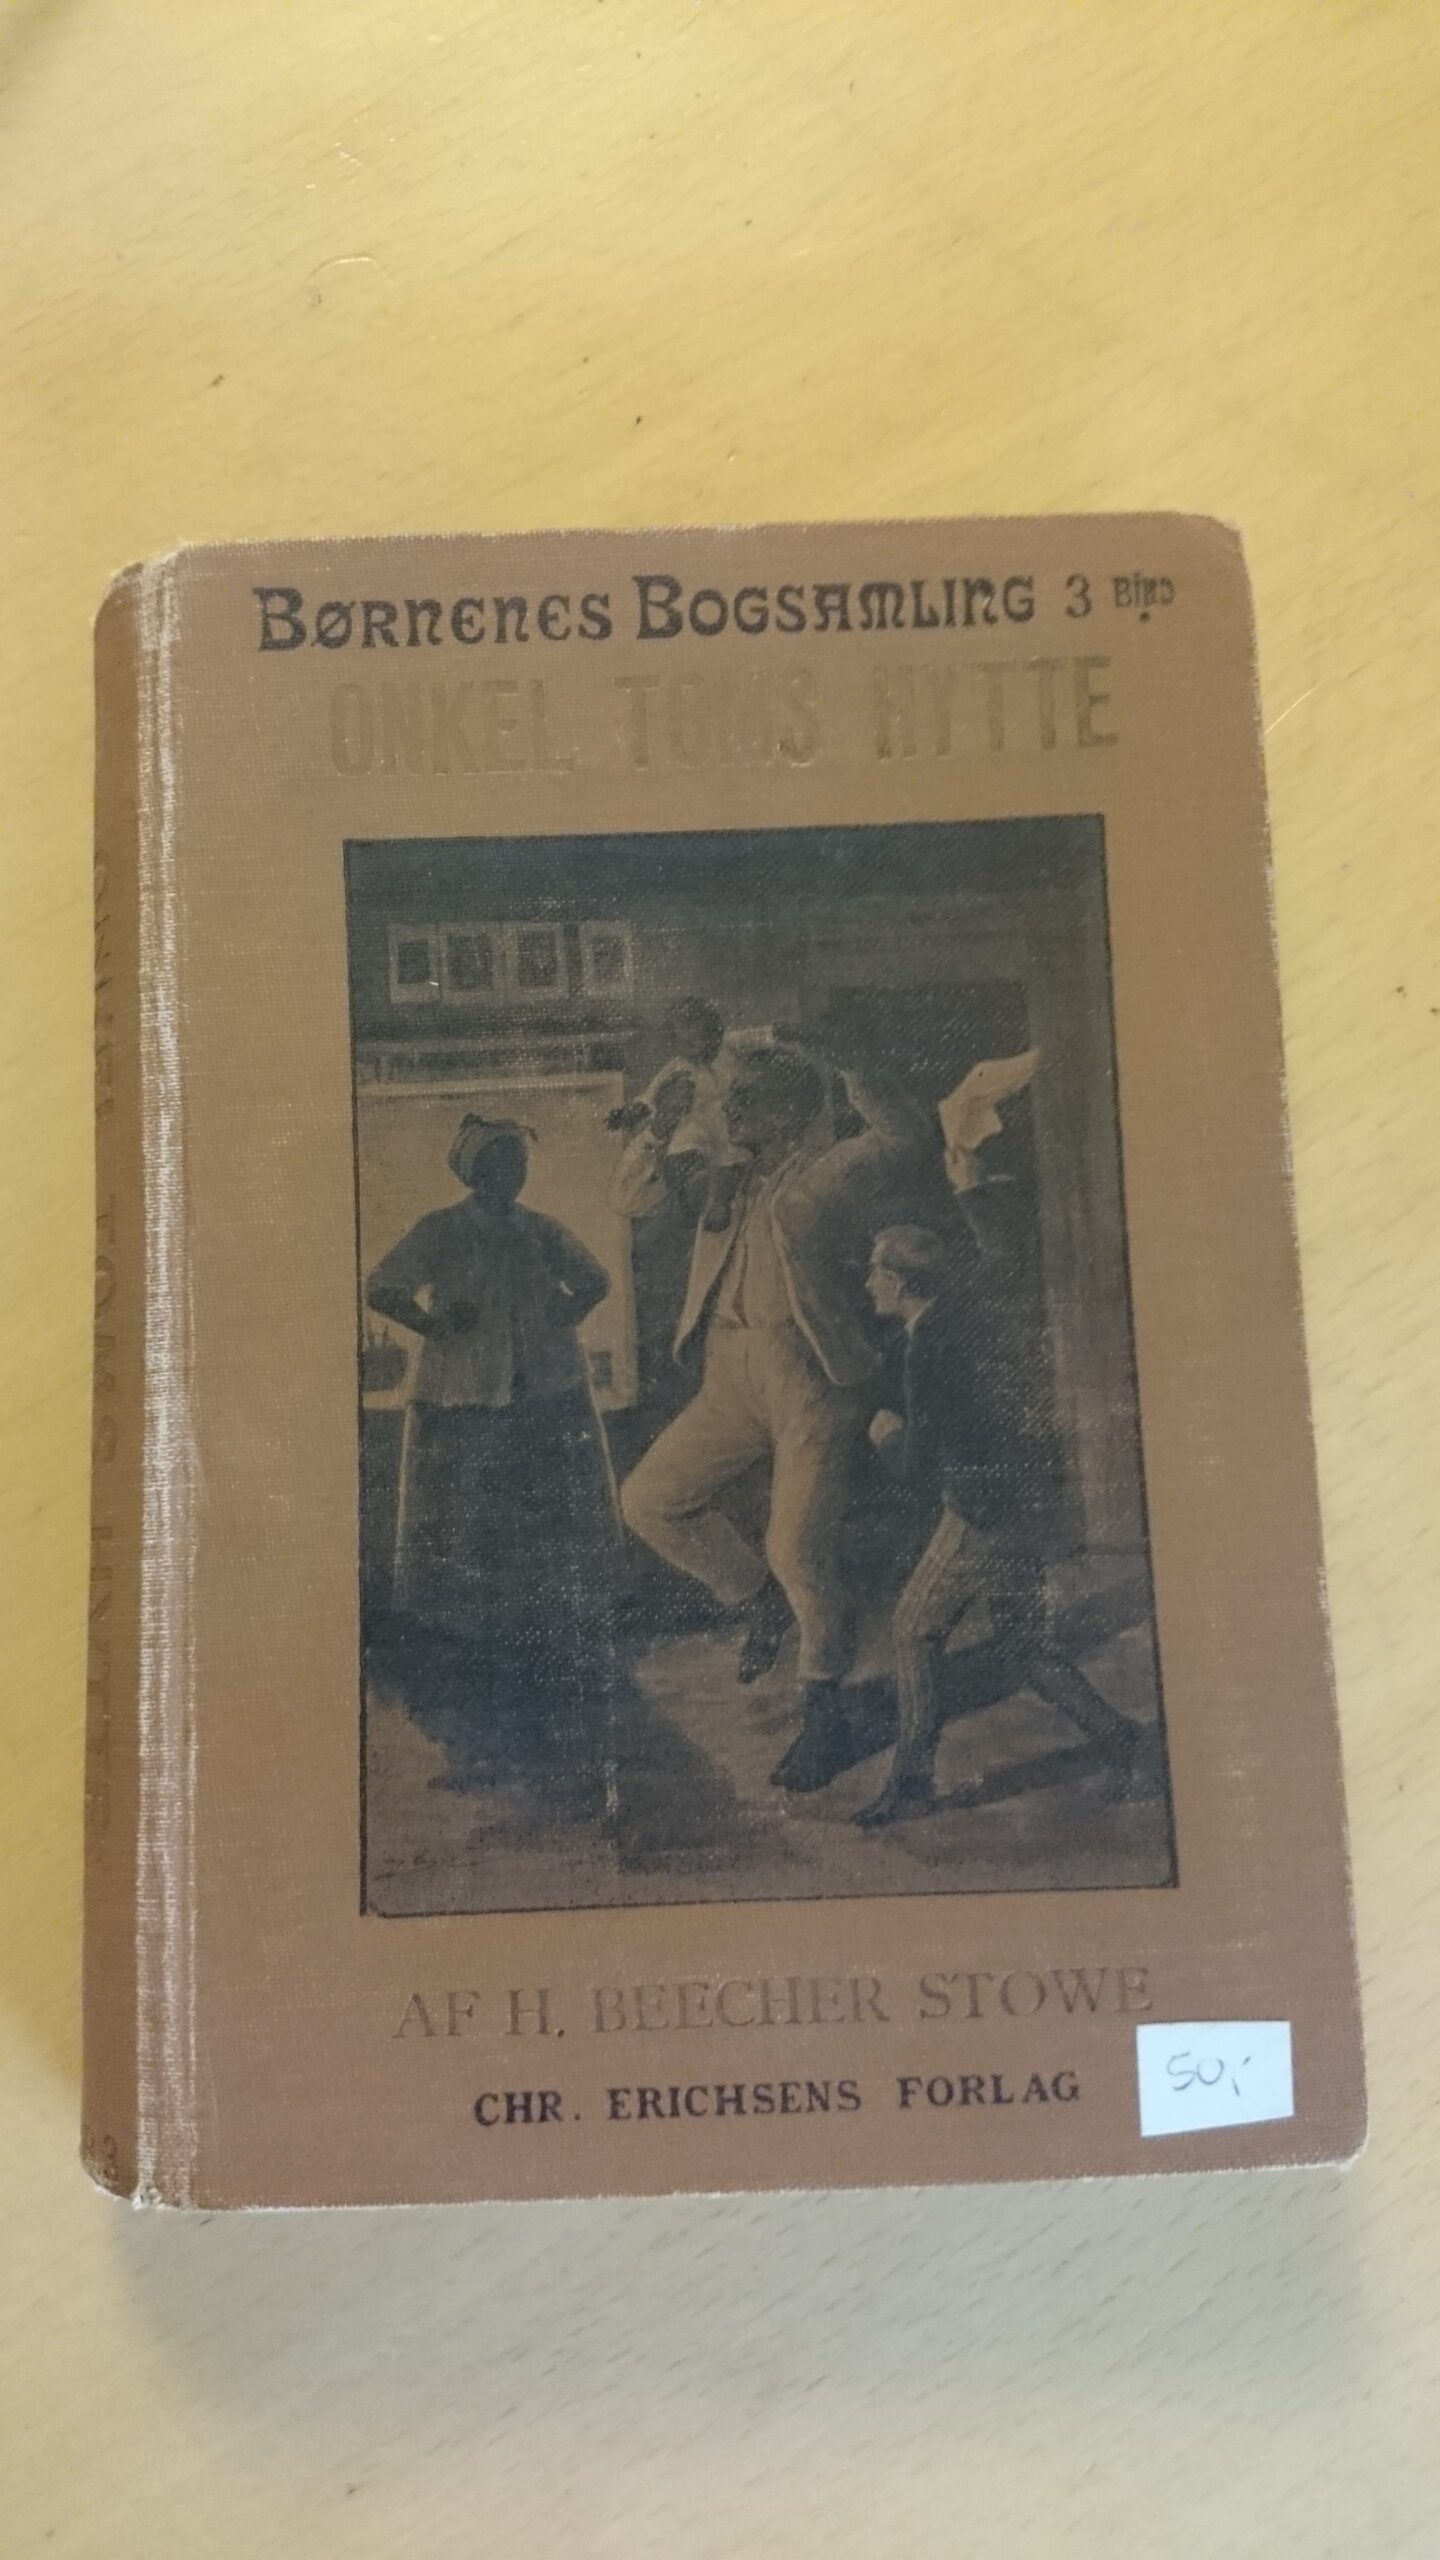 BØRNENES BOGSAMLING 3 BIND
ONKEL TOMS HYTTE
AF H. BEECHER STOWE
CHR. ERICHSENS FORLAG
50,-
ONKEL TOMS HYTTE